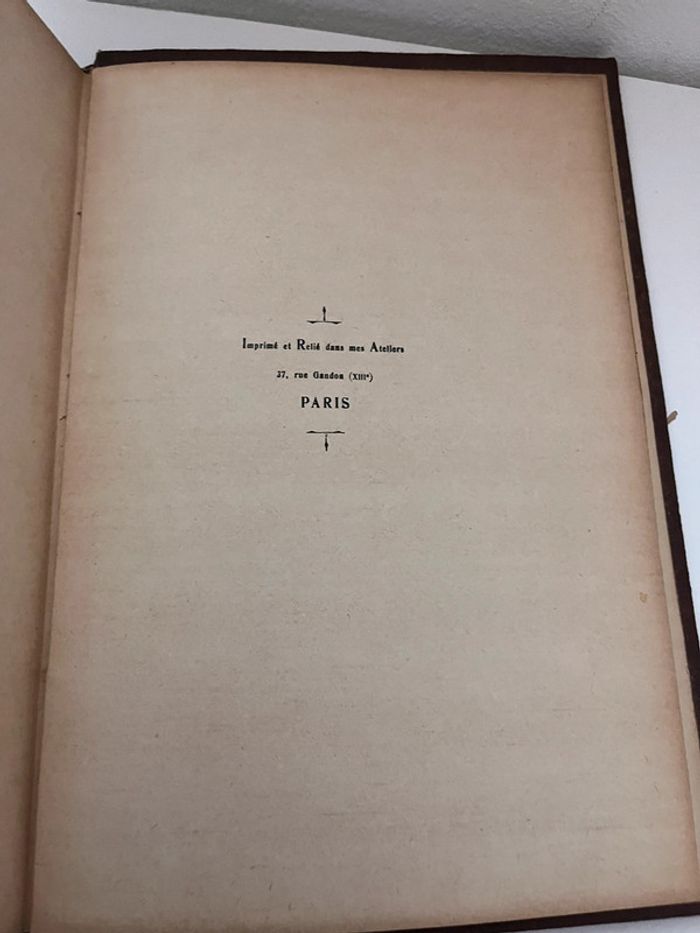 Imprimé et Relié dans mes Ateliers
37, rue Gandon (XIIIᵉ)
PARIS